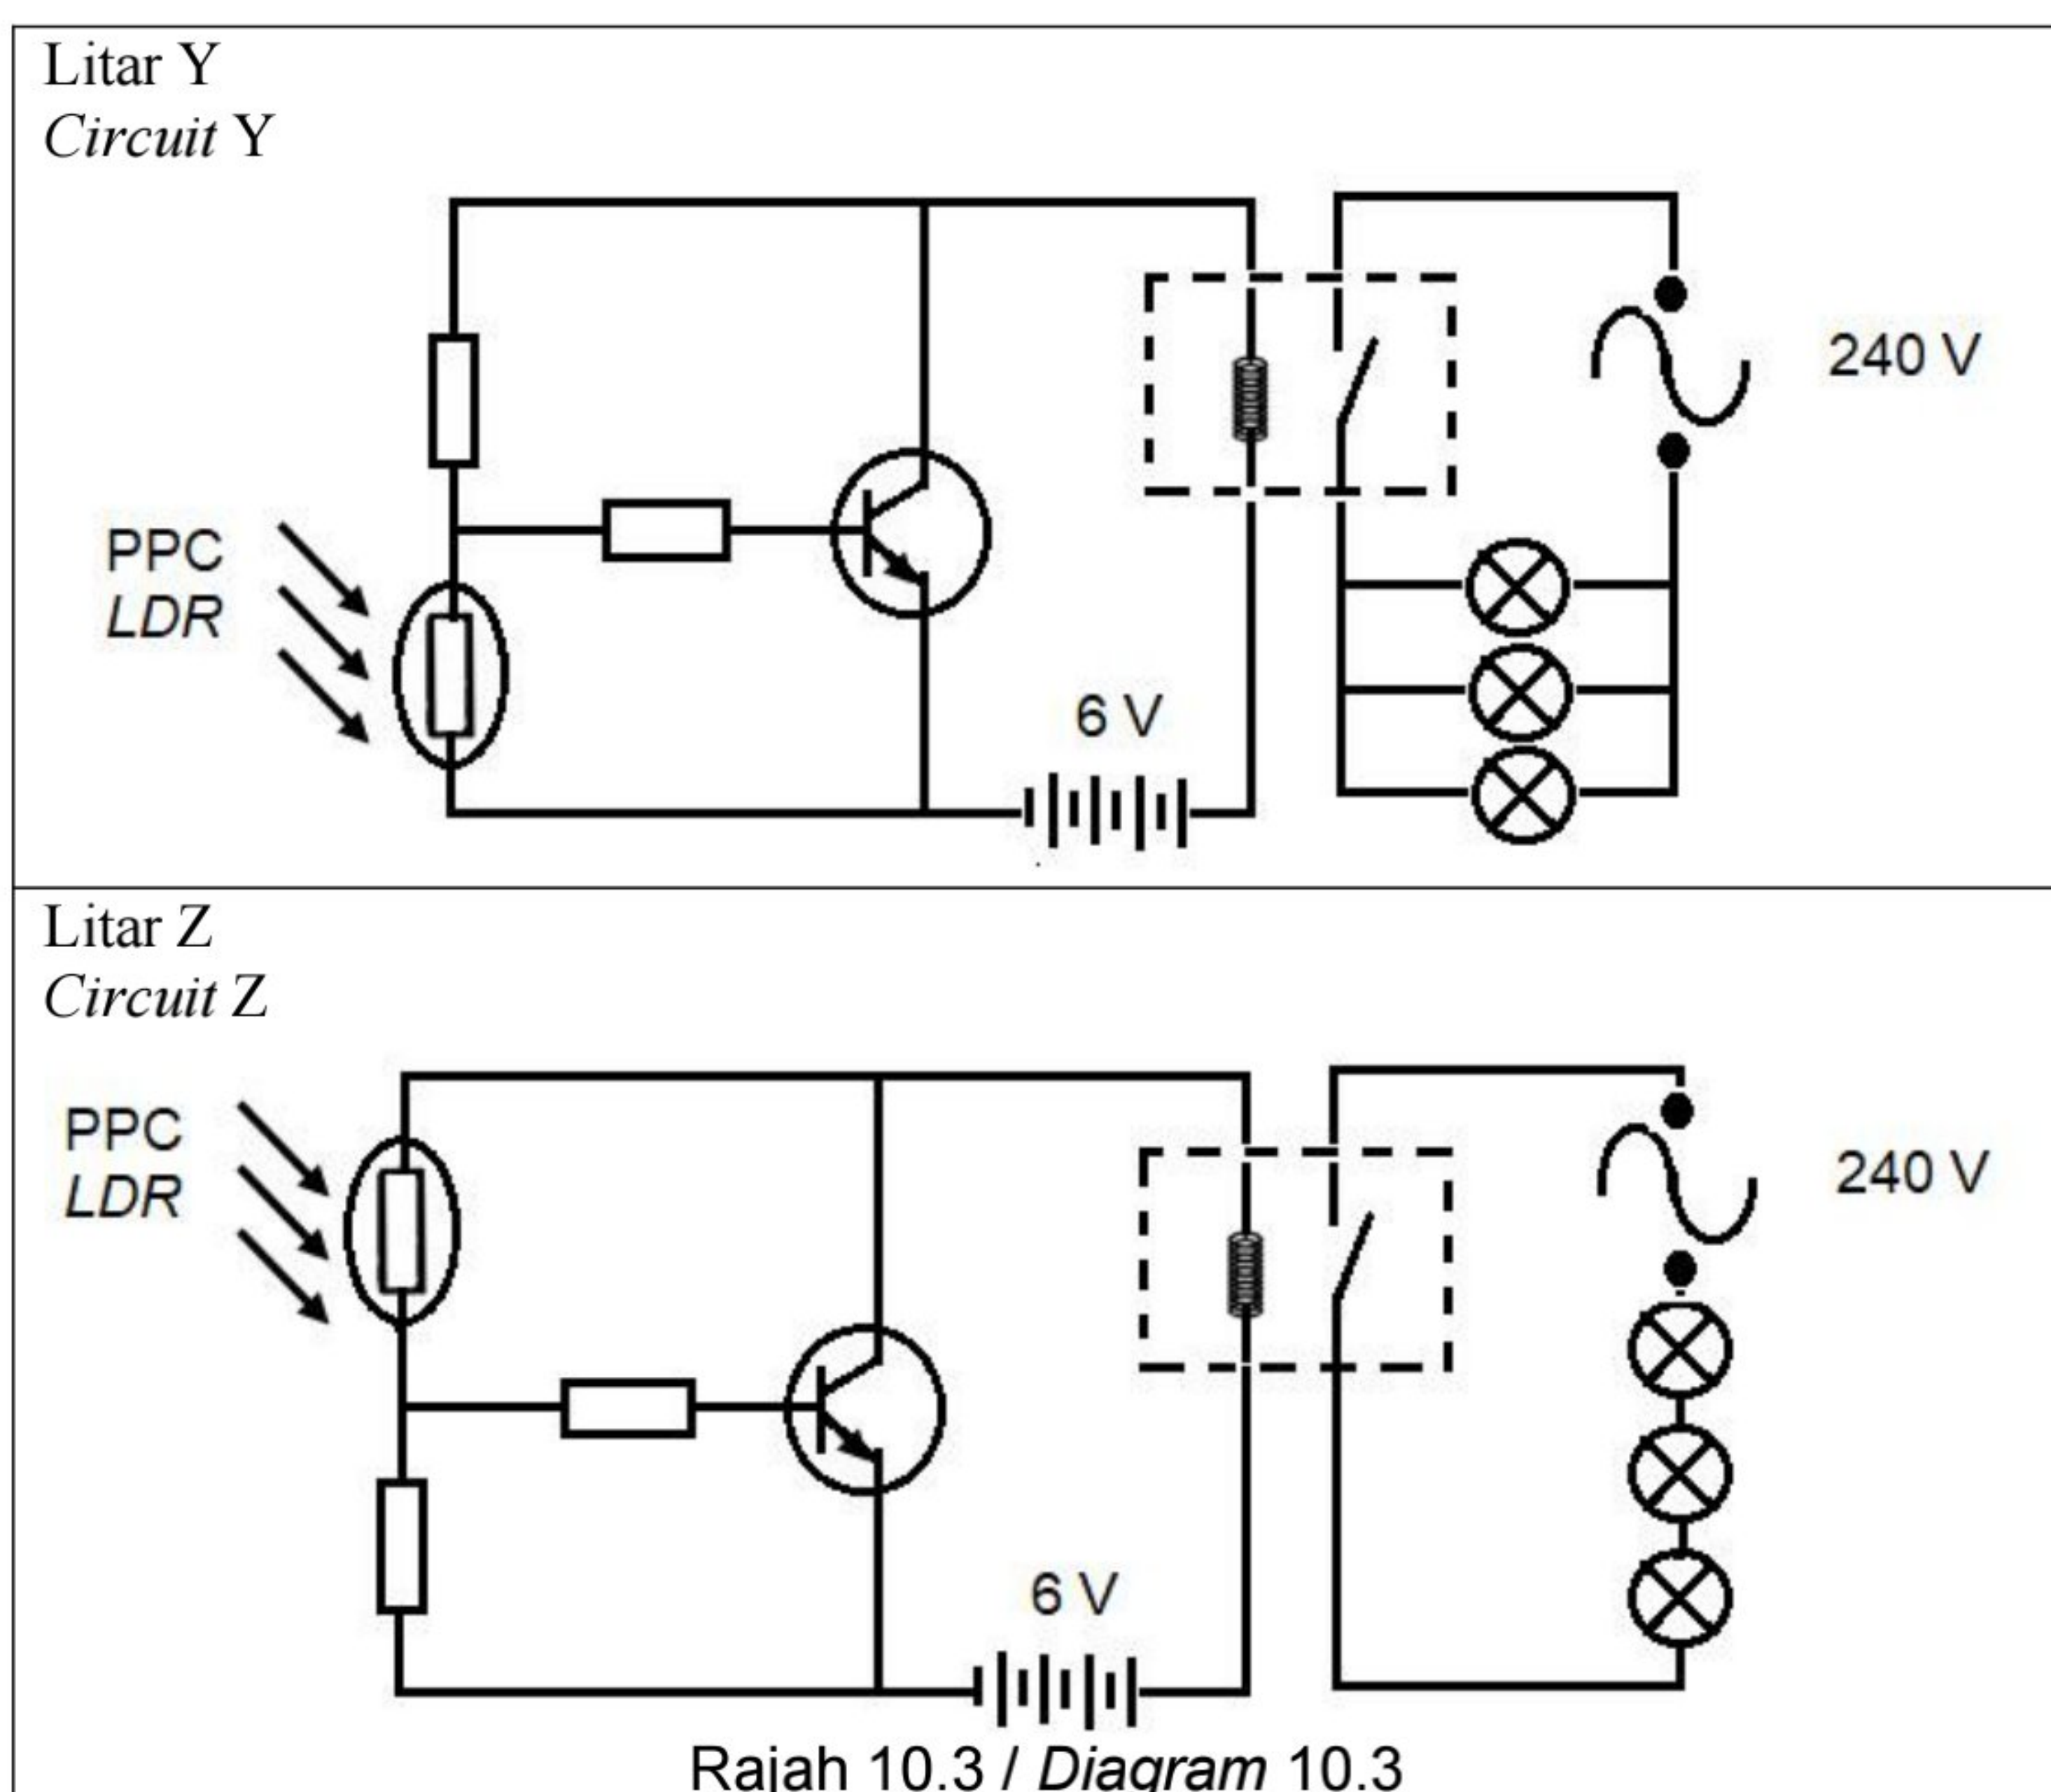 Litar Y
Circuit Y
240 V
PPC
LDR
6 V
Litar Z
Circuit Z
PPC
LDR
240 V
6 V
Rajah 10.3 / Diagram 10.3